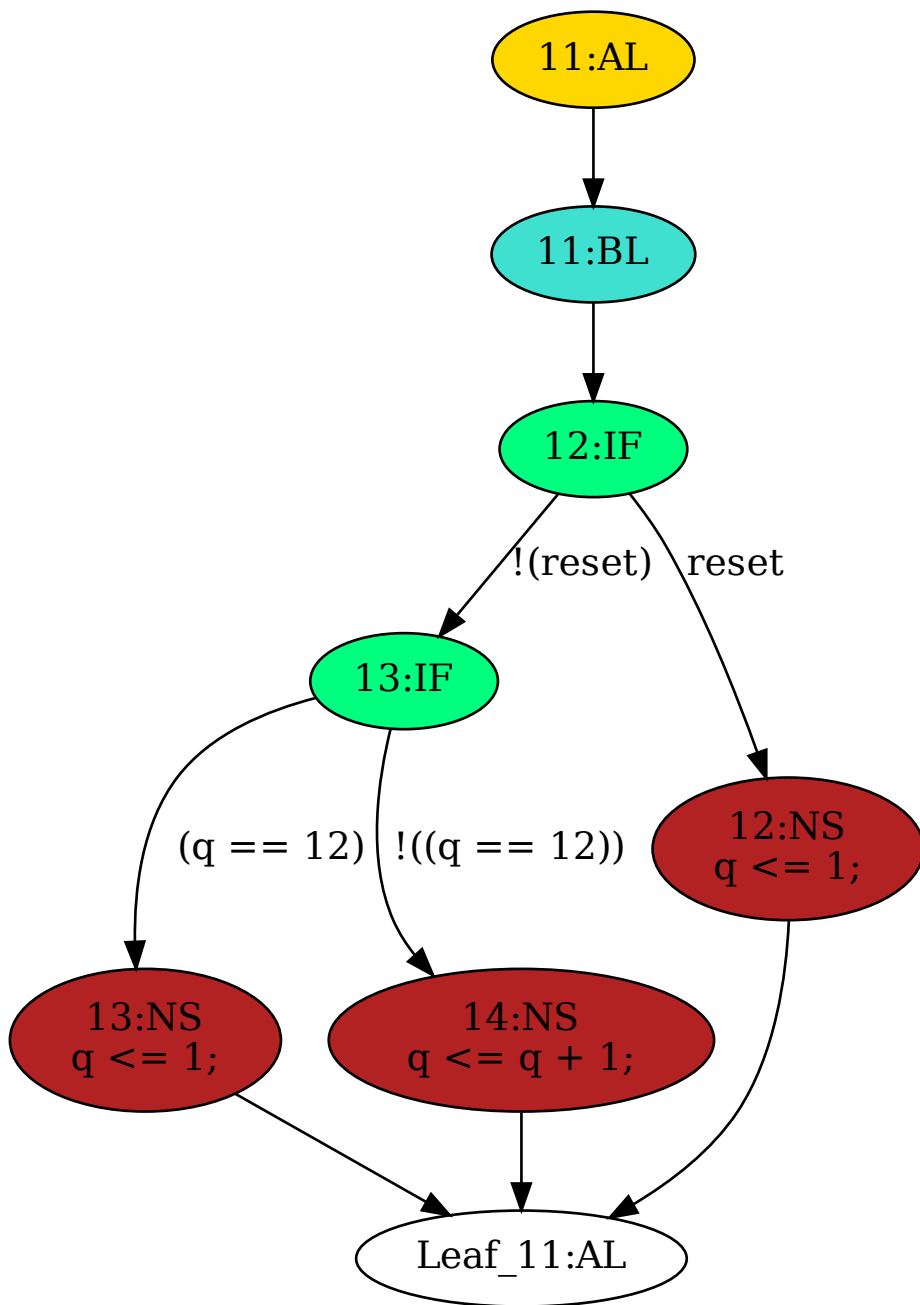 11:AL
11:BL
12:IF
!(reset)
reset
13:IF
(q == 12)
!((q == 12))
12:NS
q <= 1;
13:NS
q <= 1;
14:NS
q <= q + 1;
Leaf_11:AL